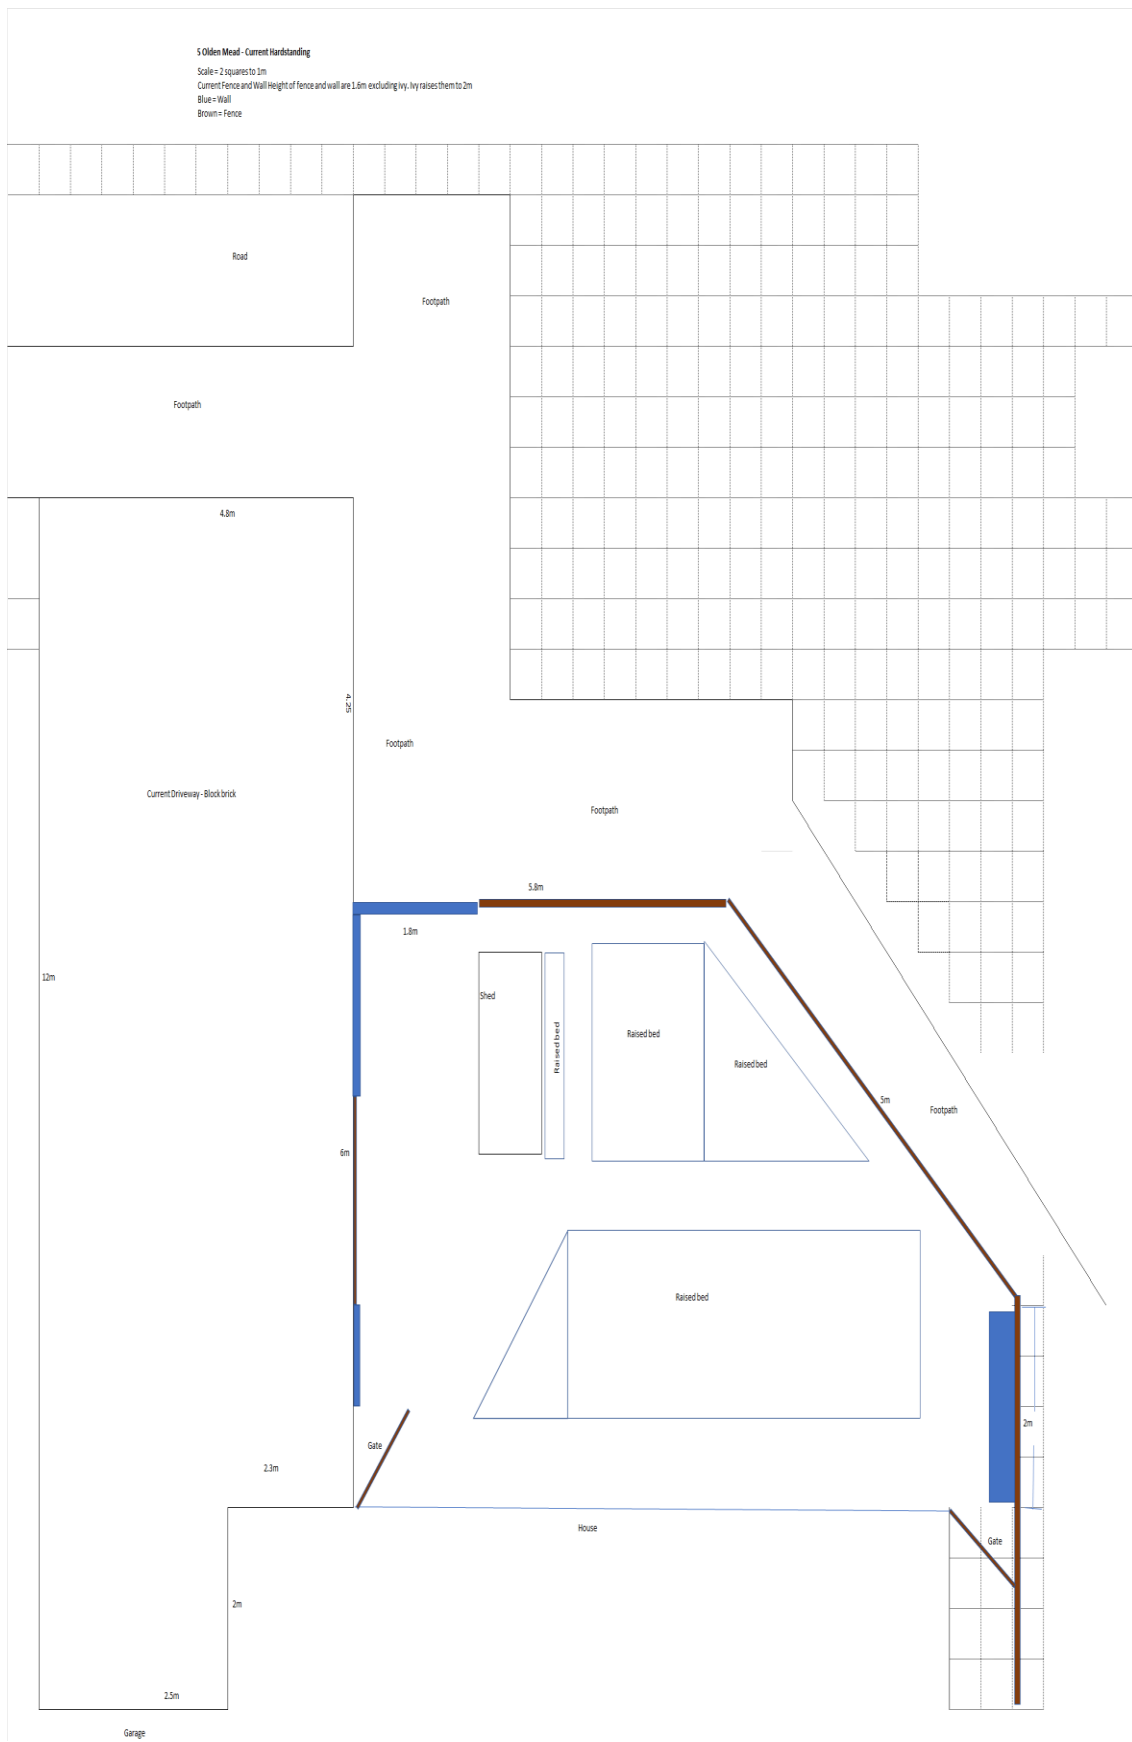 5 Olden Mead - Current Hardstanding
Scale = 2 squares to 1m
Current Fence and Wall Height of fence and wall are 1.6m excluding ivy. Ivy raises them to 2m
Blue = Wall
Brown = Fence
Road
Footpath
Footpath
4.8m
4.25
Footpath
Current Driveway - Block brick
Footpath
5.8m
1.8m
12m
Shed
Raised bed
Raised bed
Raised bed
5m
Footpath
6m
Raised bed
2m
Gate
2.3m
House
Gate
2m
2.5m
Garage